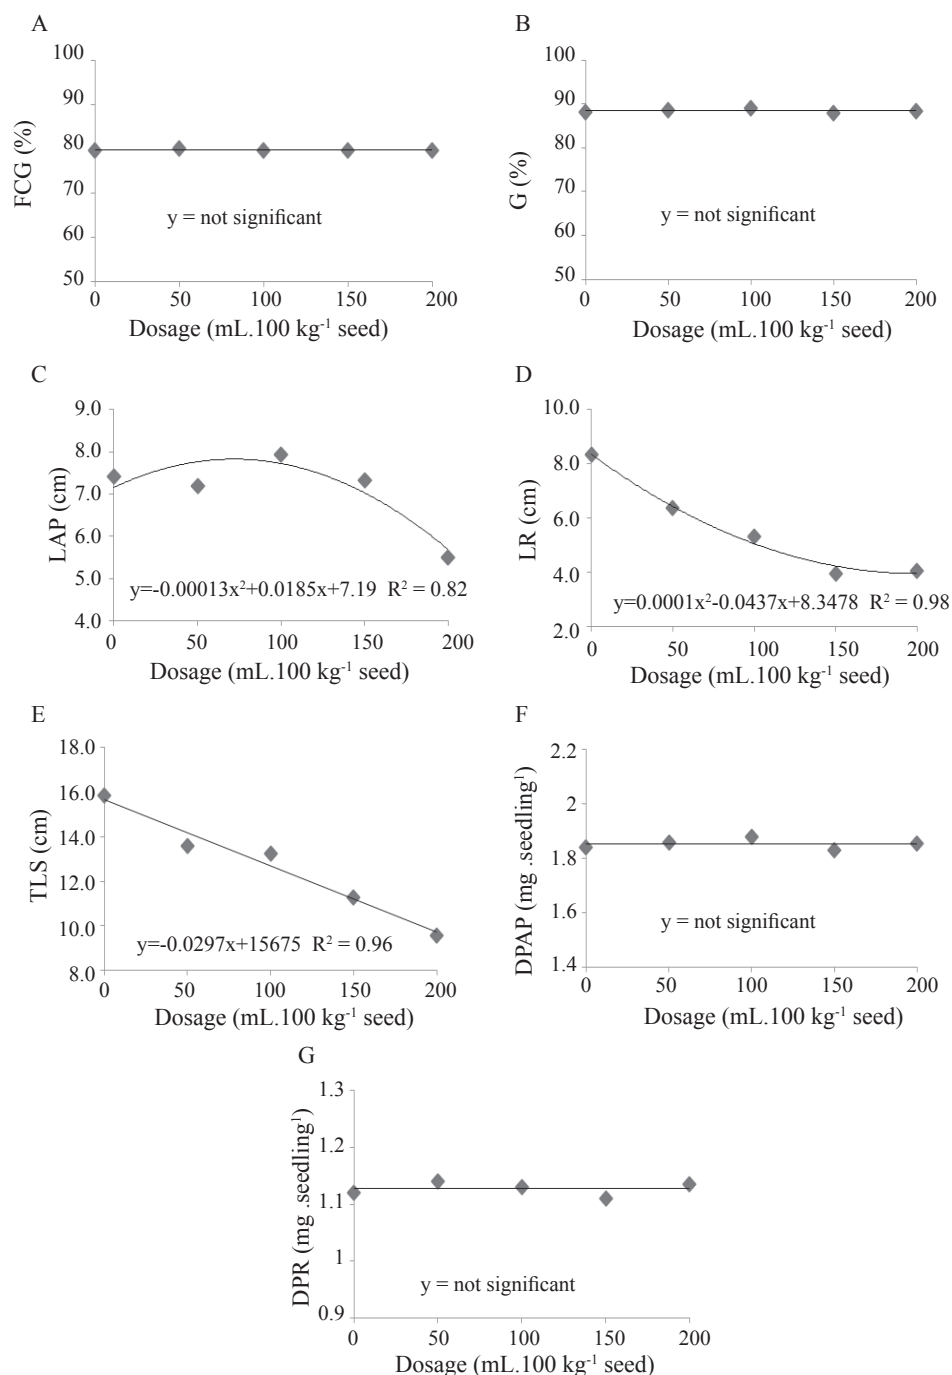 A
100
90
80
70
60
50
FCG (%)
y = not significant
0 50 100 150 200
Dosage (mL.100 kg⁻¹ seed)
B
100
90
80
70
60
50
G (%)
y = not significant
0 50 100 150 200
Dosage (mL.100 kg⁻¹ seed)
C
9.0
8.0
7.0
6.0
5.0
4.0
LAP (cm)
y=-0.00013x²+0.0185x+7.19 R² = 0.82
0 50 100 150 200
Dosage (mL.100 kg⁻¹ seed)
D
10.0
8.0
6.0
4.0
2.0
LR (cm)
y=0.0001x²-0.0437x+8.3478 R² = 0.98
0 50 100 150 200
Dosage (mL.100 kg⁻¹ seed)
E
18.0
16.0
14.0
12.0
10.0
8.0
TLS (cm)
y=-0.0297x+15675 R² = 0.96
0 50 100 150 200
Dosage (mL.100 kg⁻¹ seed)
F
2.2
2
1.8
1.6
1.4
DPAP (mg .seedling¹)
y = not significant
0 50 100 150 200
Dosage (mL.100 kg⁻¹ seed)
G
1.3
1.2
1.1
1
0.9
DPR (mg .seedling¹)
y = not significant
0 50 100 150 200
Dosage (mL.100 kg⁻¹ seed)